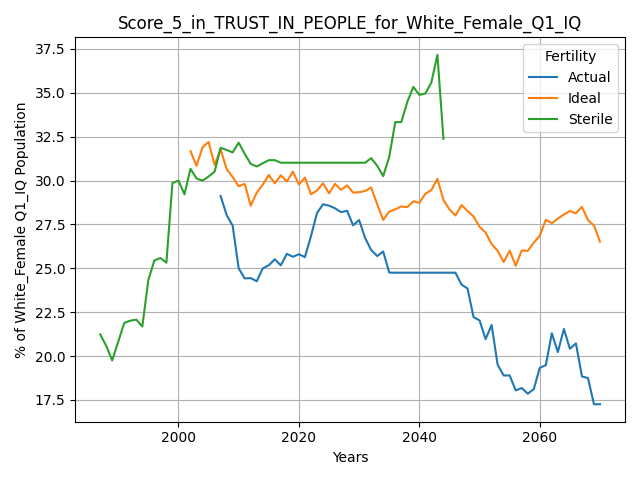 Score_5_in_TRUST_IN_PEOPLE_for_White_Female_Q1_IQ
Fertility
Actual
Ideal
Sterile
% of White_Female Q1_IQ Population
37.5
35.0
32.5
30.0
27.5
25.0
22.5
20.0
17.5
2000
2020
2040
2060
Years